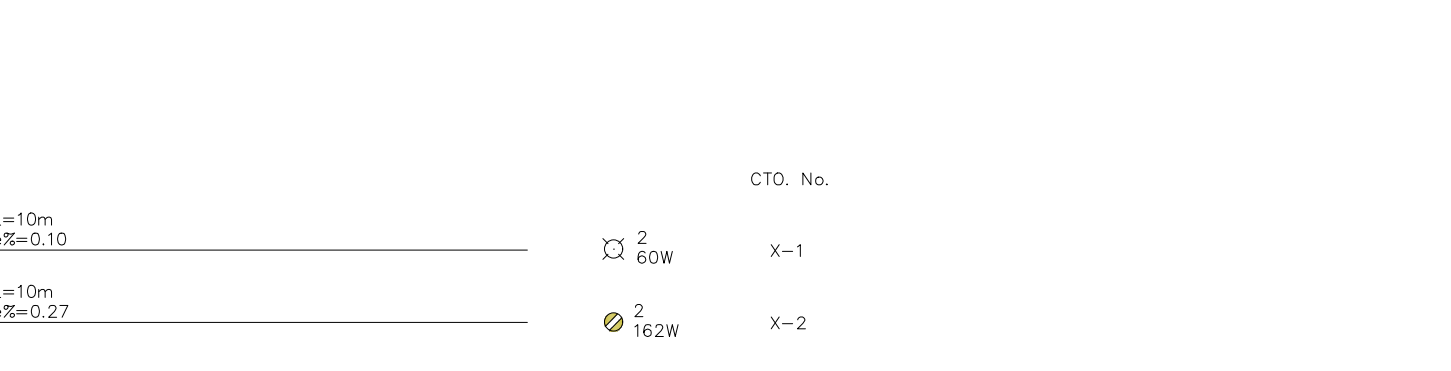 CTO. No.
=10m
%=0.10
2
60W
X-1
=10m
%=0.27
2
162W
X-2